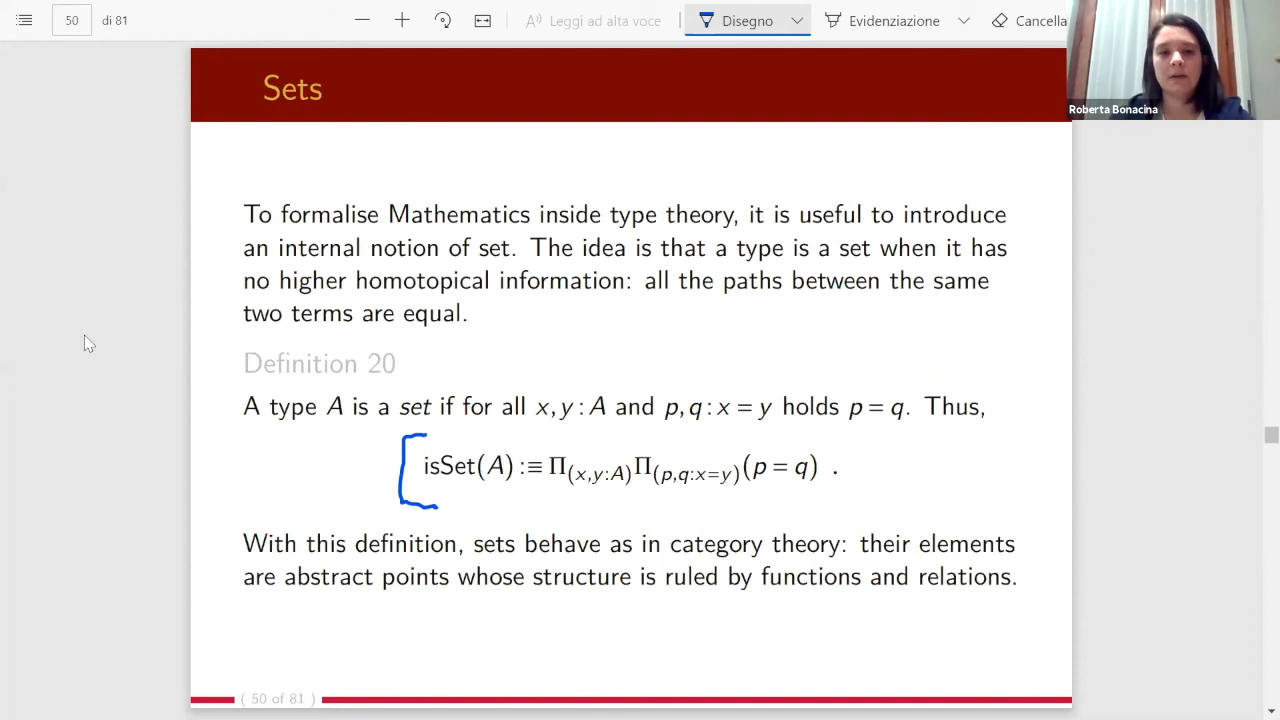 50 di 81 Leggi ad alta voce Disegno Evidenziazione Cancella
Roberta Bonacina
Sets
To formalise Mathematics inside type theory, it is useful to introduce
an internal notion of set. The idea is that a type is a set when it has
no higher homotopical information: all the paths between the same
two terms are equal.
Definition 20
A type A is a set if for all x, y : A and p, q : x = y holds p = q. Thus,
isSet(A) :≡ Π(x,y:A)Π(p,q:x=y)(p = q) .
With this definition, sets behave as in category theory: their elements
are abstract points whose structure is ruled by functions and relations.
( 50 of 81 )